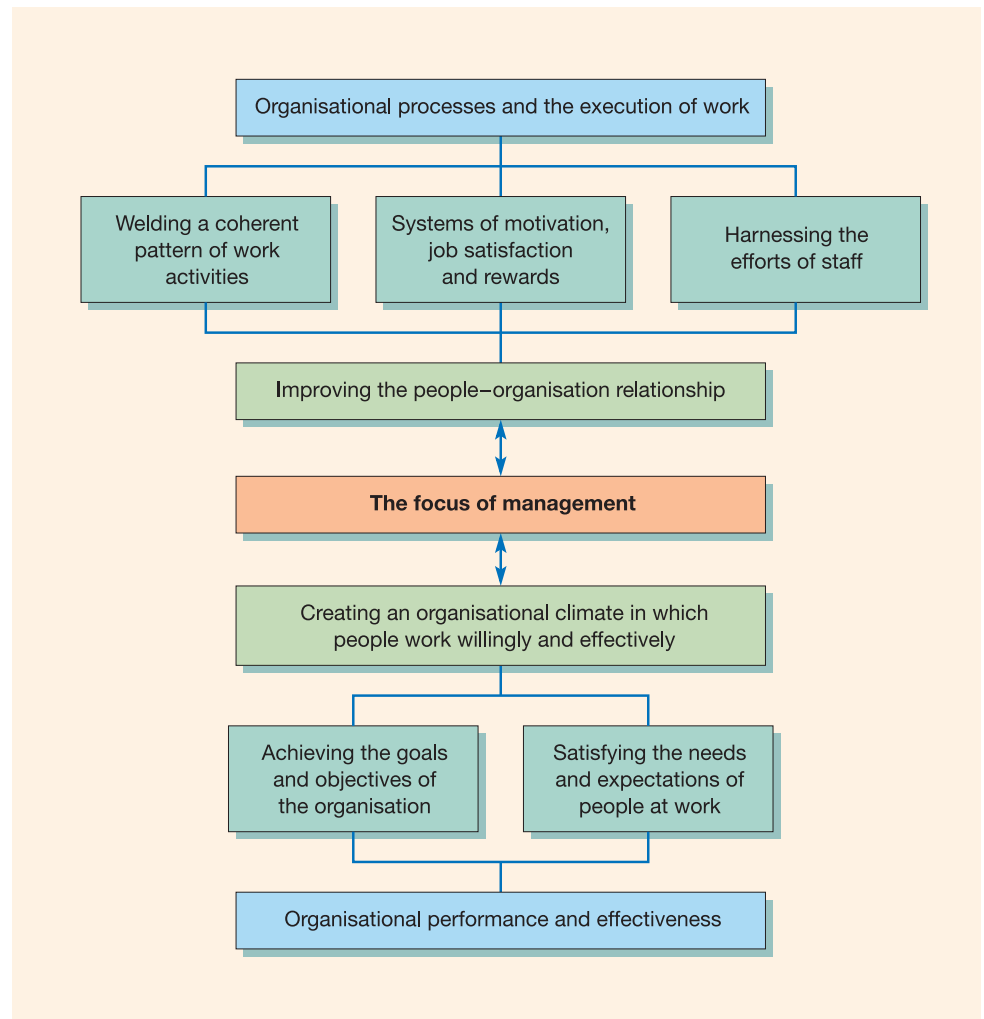 Organisational processes and the execution of work
Welding a coherent
pattern of work
activities
Systems of motivation,
job satisfaction
and rewards
Harnessing the
efforts of staff
Improving the people–organisation relationship
The focus of management
Creating an organisational climate in which
people work willingly and effectively
Achieving the goals
and objectives of
the organisation
Satisfying the needs
and expectations of
people at work
Organisational performance and effectiveness